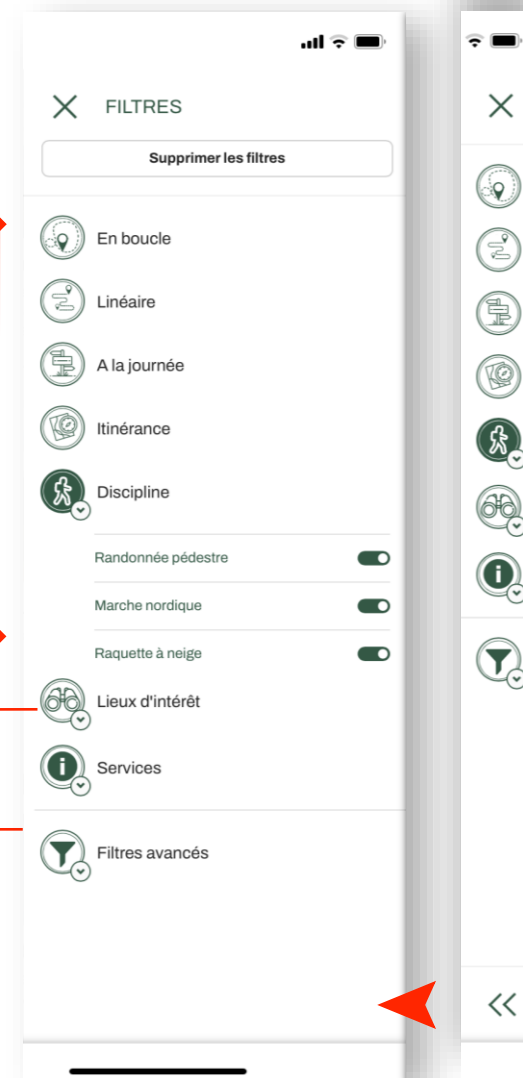 FILTRES
Supprimer les filtres
En boucle
Linéaire
A la journée
Itinérance
Discipline
Randonnée pédestre
Marche nordique
Raquette à neige
Lieux d'intérêt
Services
Filtres avancés